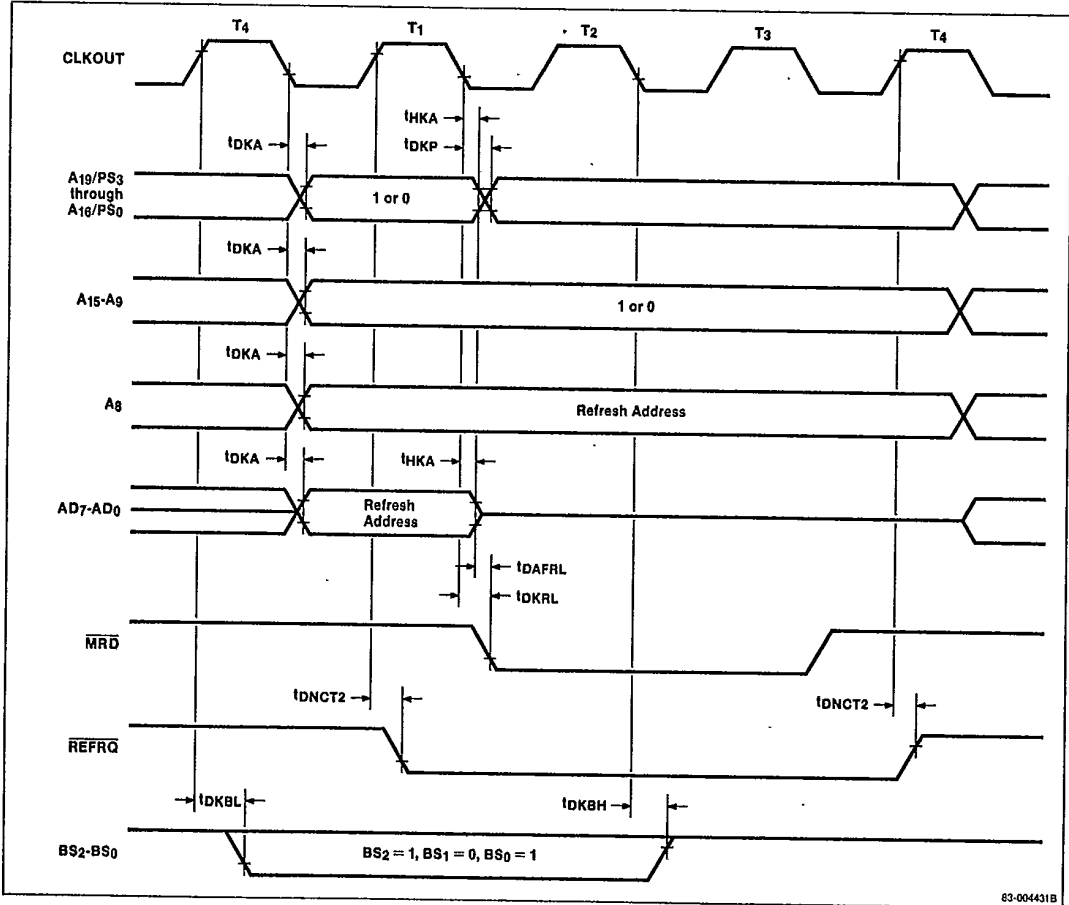 T4 T1 T2 T3 T4
CLKOUT
tHKA
tDKA
tDKP
A19/PS3
through
A16/PS0
1 or 0
tDKA
A15-A9
1 or 0
tDKA
A8
Refresh Address
tDKA
tHKA
AD7-AD0
Refresh
Address
tDAFRL
tDKRL
MRD
tDNCT2
tDNCT2
REFRQ
tDKBL
tDKBH
BS2-BS0
BS2 = 1, BS1 = 0, BS0 = 1
83-004431B